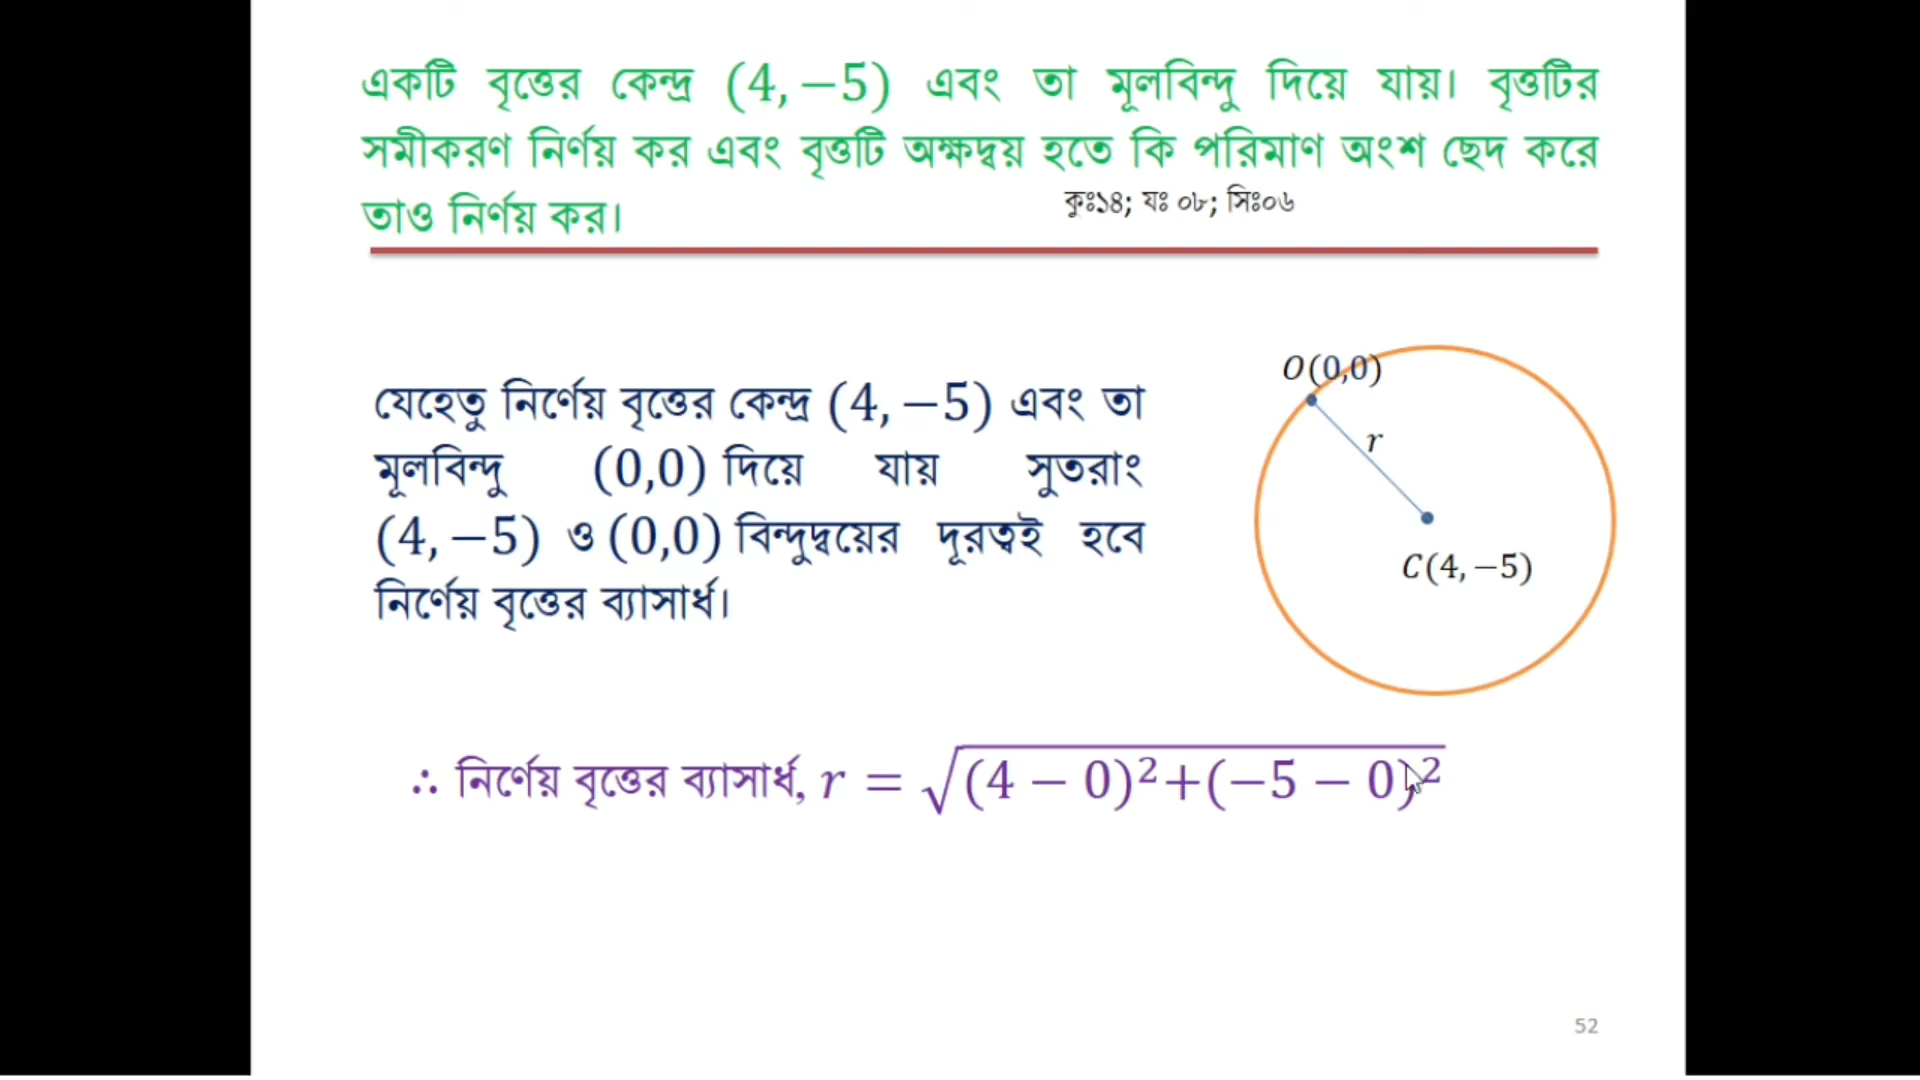 একটি বৃত্তের কেন্দ্র (4, −5) এবং তা মূলবিন্দু দিয়ে যায়। বৃত্তটির
সমীকরণ নির্ণয় কর এবং বৃত্তটি অক্ষদ্বয় হতে কি পরিমাণ অংশ ছেদ করে
তাও নির্ণয় কর।
কুঃ১৪; যঃ ০৮; সিঃ০৬
যেহেতু নির্ণেয় বৃত্তের কেন্দ্র (4, −5) এবং তা
মূলবিন্দু (0,0) দিয়ে যায় সুতরাং
(4, −5) ও (0,0) বিন্দুদ্বয়ের দূরত্বই হবে
নির্ণেয় বৃত্তের ব্যাসার্ধ।
O(0,0)
r
C(4, −5)
∴ নির্ণেয় বৃত্তের ব্যাসার্ধ, r = √(4 − 0)²+(−5 − 0)²
52